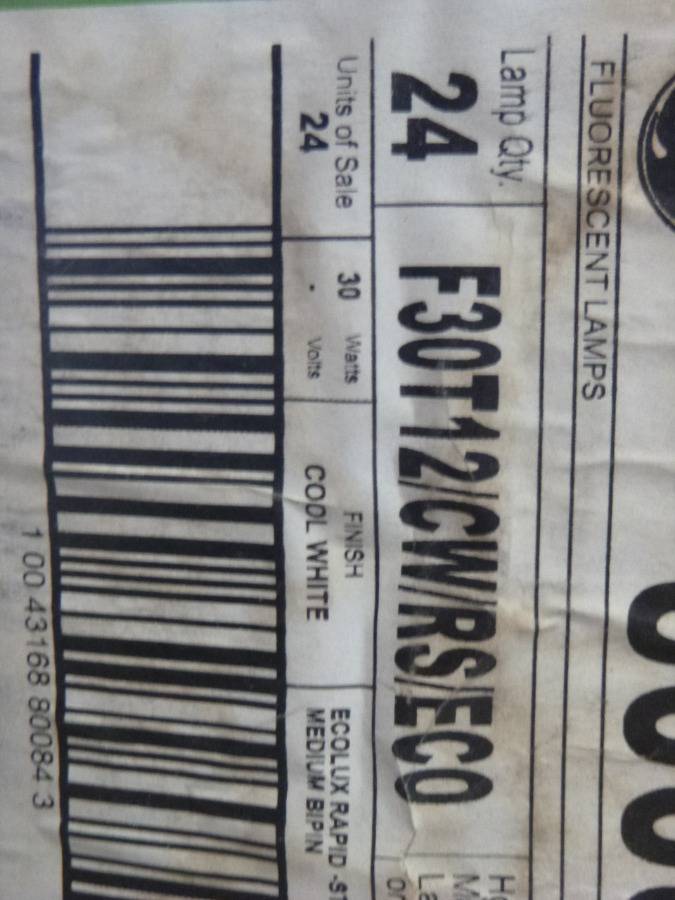 FLUORESCENT LAMPS
Lamp Qty.
24
F30T12/CW/RS/ECO
Units of Sale
24
30 Watts
- Volts
FINISH
COOL WHITE
ECOLUX RAPID
MEDIUM BIPIN
1 00 43168 80084 3